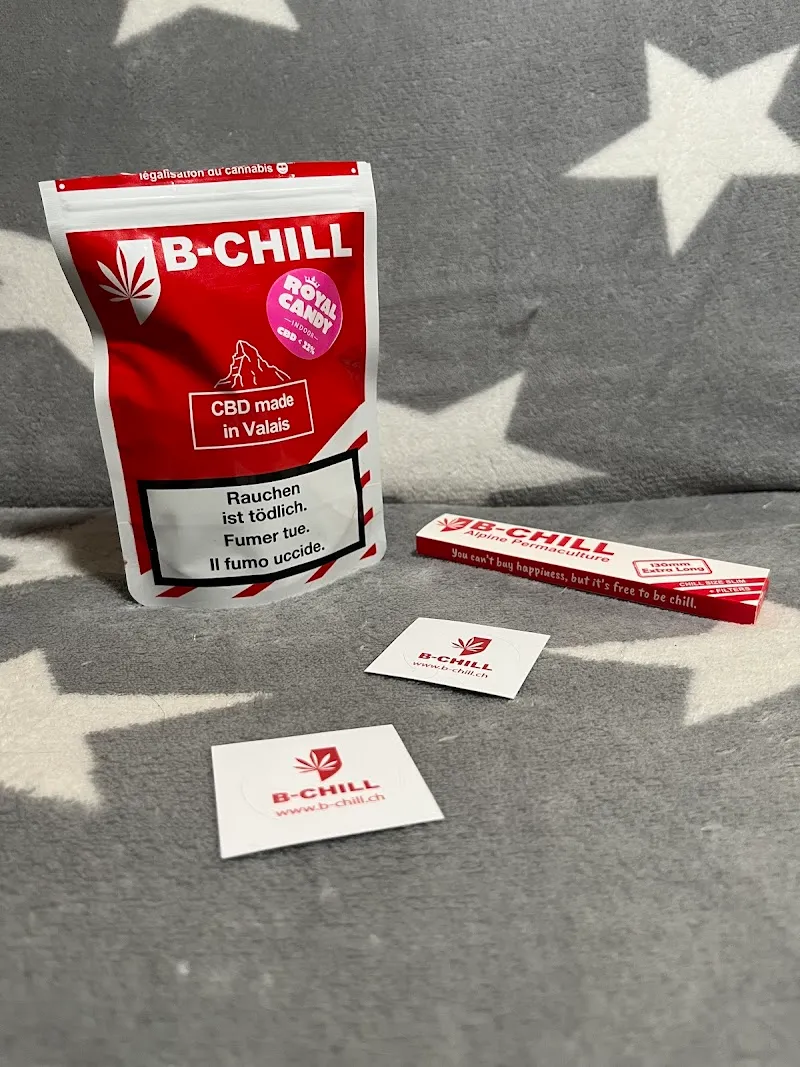 légalisation du cannabis
B-CHILL
ROYAL
CANDY
INDOOR
CBD < 22%
CBD made
in Valais
Rauchen
ist tödlich.
Fumer tue.
Il fumo uccide.
B-CHILL
Alpine Permaculture
130mm
Extra Long
CHILL SIZE SLIM
+ FILTERS
You can't buy happiness, but it's free to be chill.
B-CHILL
www.b-chill.ch
B-CHILL
www.b-chill.ch